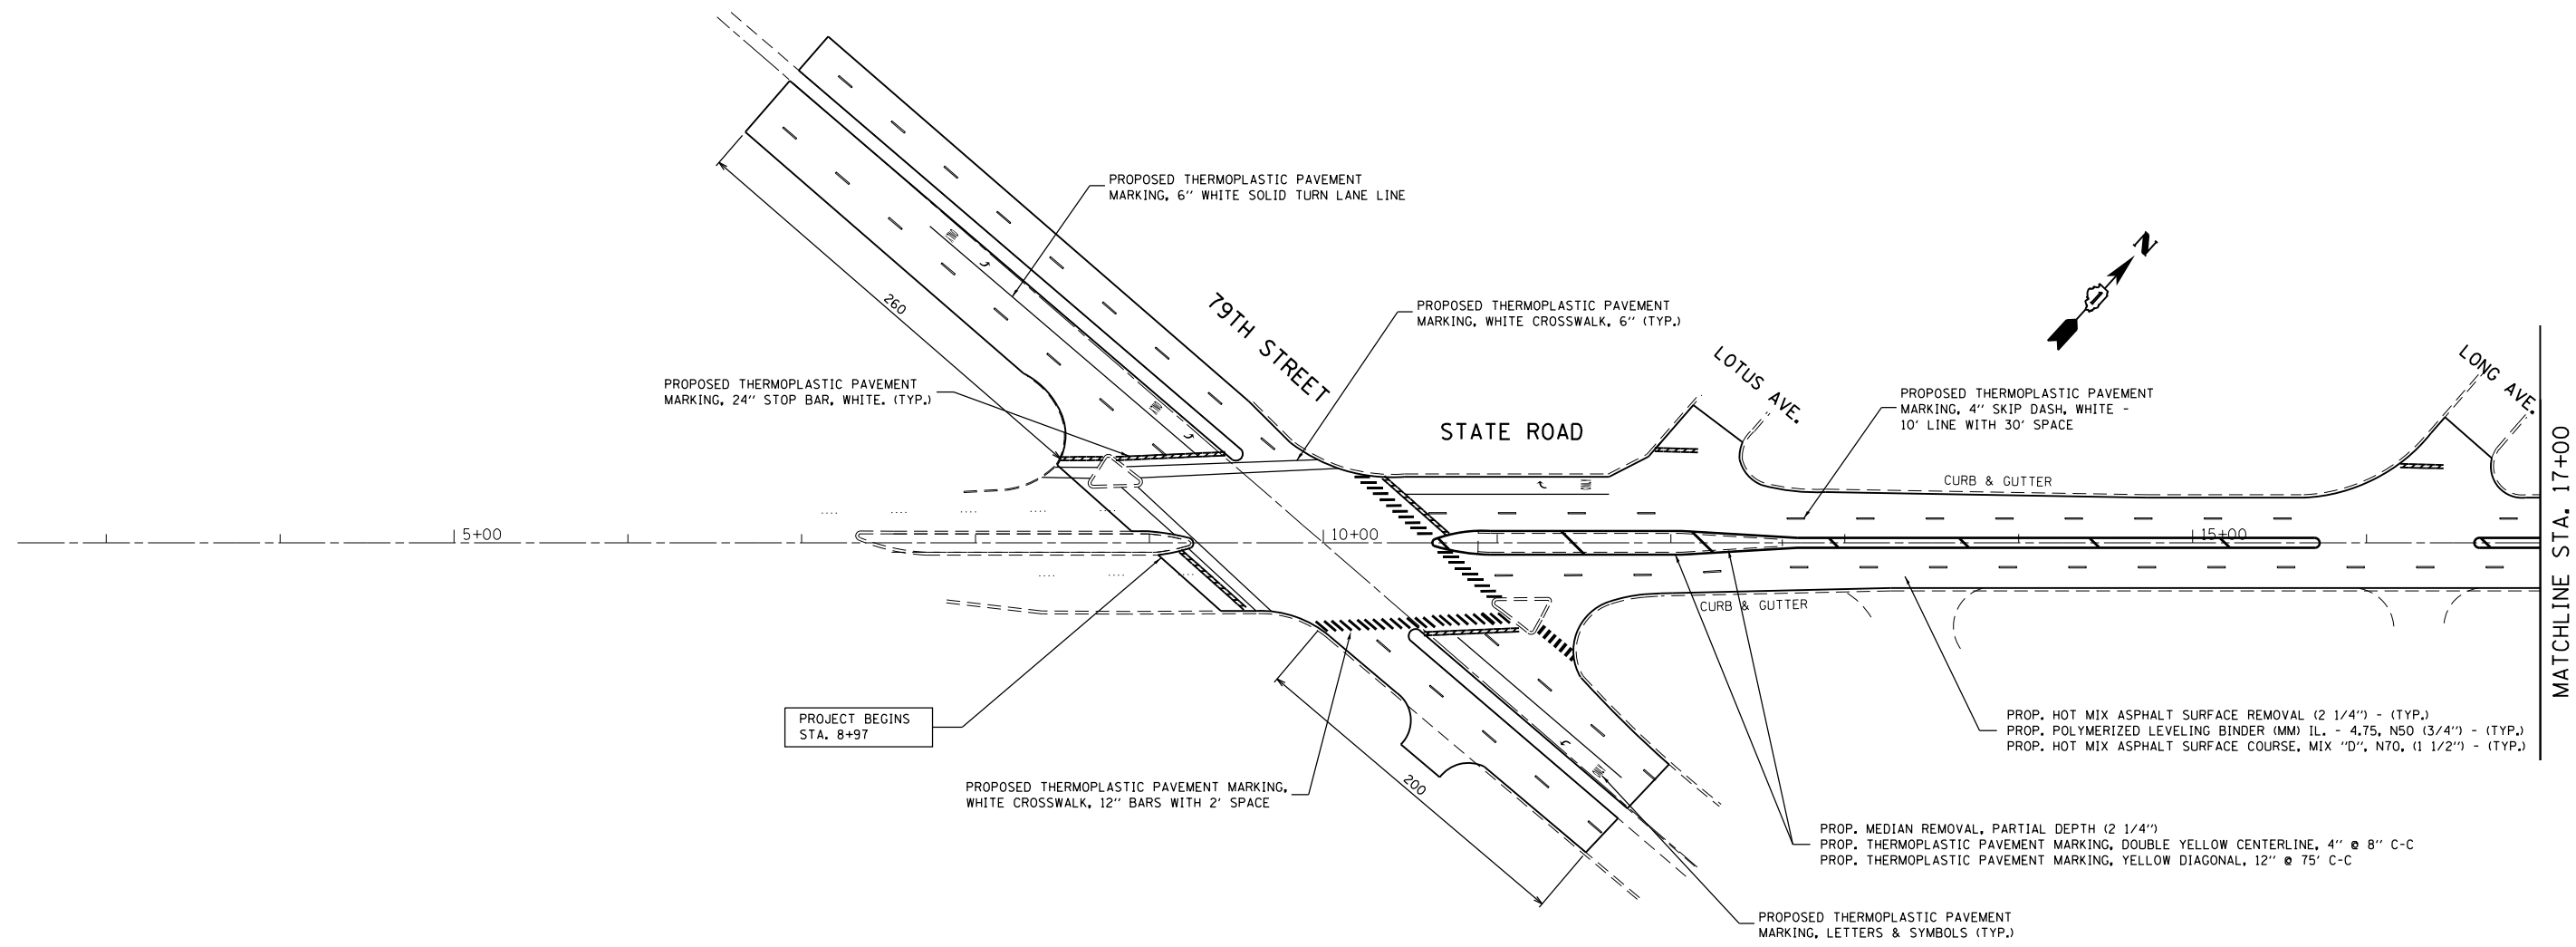 PROPOSED THERMOPLASTIC PAVEMENT
MARKING, 6" WHITE SOLID TURN LANE LINE
N
260
79TH STREET
PROPOSED THERMOPLASTIC PAVEMENT
MARKING, WHITE CROSSWALK, 6" (TYP.)
LOTUS AVE.
LONG AVE.
PROPOSED THERMOPLASTIC PAVEMENT
MARKING, 24" STOP BAR, WHITE. (TYP.)
PROPOSED THERMOPLASTIC PAVEMENT
MARKING, 4" SKIP DASH, WHITE -
10' LINE WITH 30' SPACE
STATE ROAD
CURB & GUTTER
5+00
10+00
15+00
MATCHLINE STA. 17+00
CURB & GUTTER
PROJECT BEGINS
STA. 8+97
PROP. HOT MIX ASPHALT SURFACE REMOVAL (2 1/4") - (TYP.)
PROP. POLYMERIZED LEVELING BINDER (MM) IL. - 4.75, N50 (3/4") - (TYP.)
PROP. HOT MIX ASPHALT SURFACE COURSE, MIX "D", N70, (1 1/2") - (TYP.)
PROPOSED THERMOPLASTIC PAVEMENT MARKING,
WHITE CROSSWALK, 12" BARS WITH 2' SPACE
200
PROP. MEDIAN REMOVAL, PARTIAL DEPTH (2 1/4")
PROP. THERMOPLASTIC PAVEMENT MARKING, DOUBLE YELLOW CENTERLINE, 4" @ 8" C-C
PROP. THERMOPLASTIC PAVEMENT MARKING, YELLOW DIAGONAL, 12" @ 75' C-C
PROPOSED THERMOPLASTIC PAVEMENT
MARKING, LETTERS & SYMBOLS (TYP.)